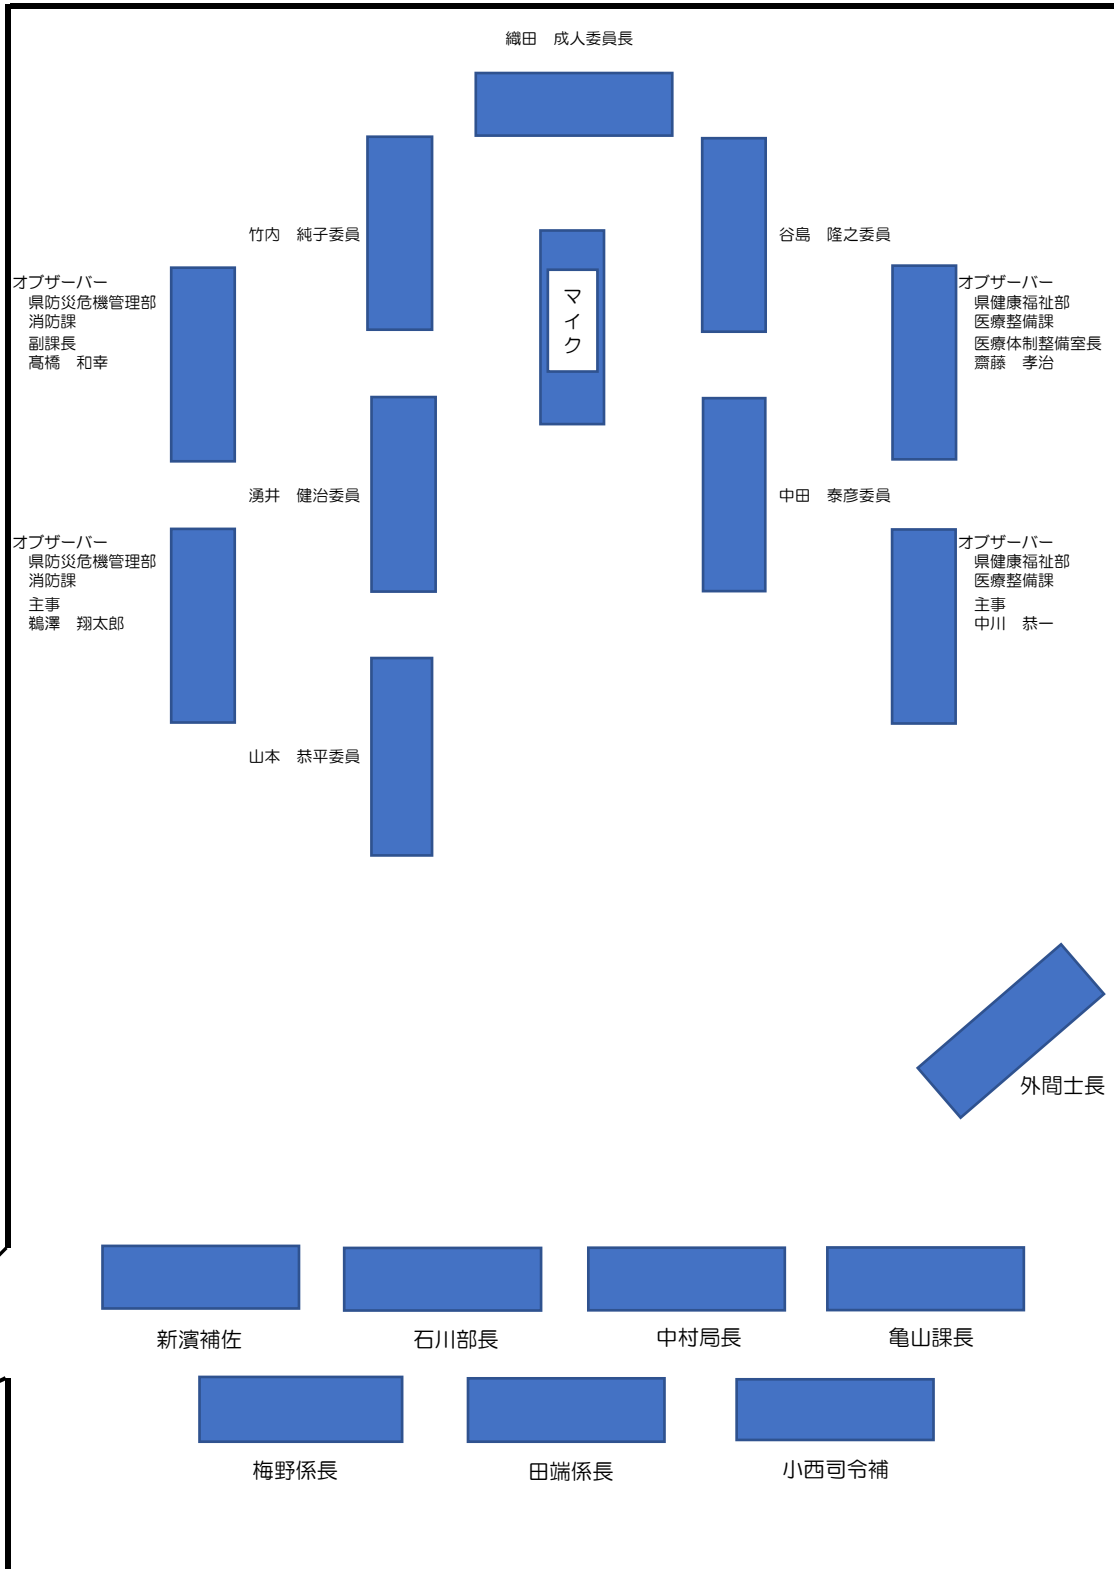 織田　成人委員長
竹内　純子委員
谷島　隆之委員
マイク
オブザーバー
県防災危機管理部
消防課
副課長
髙橋　和幸
オブザーバー
県健康福祉部
医療整備課
医療体制整備室長
齋藤　孝治
湧井　健治委員
中田　泰彦委員
オブザーバー
県防災危機管理部
消防課
主事
鵜澤　翔太郎
オブザーバー
県健康福祉部
医療整備課
主事
中川　恭一
山本　恭平委員
外間士長
新濱補佐
石川部長
中村局長
亀山課長
梅野係長
田端係長
小西司令補